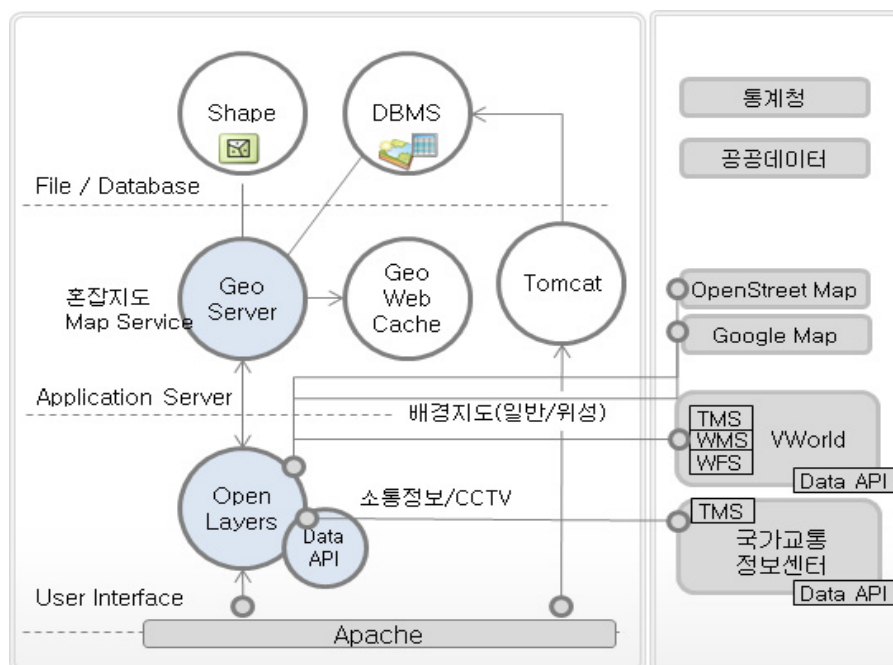 Shape
DBMS
File / Database
혼잡지도
Map Service
Geo
Server
Geo
Web
Cache
Tomcat
Application Server
배경지도(일반/위성)
Open
Layers
Data
API
소통정보/CCTV
User Interface
Apache
통계청
공공데이터
OpenStreet Map
Google Map
TMS
WMS
WFS
VWorld
Data API
TMS
국가교통
정보센터
Data API